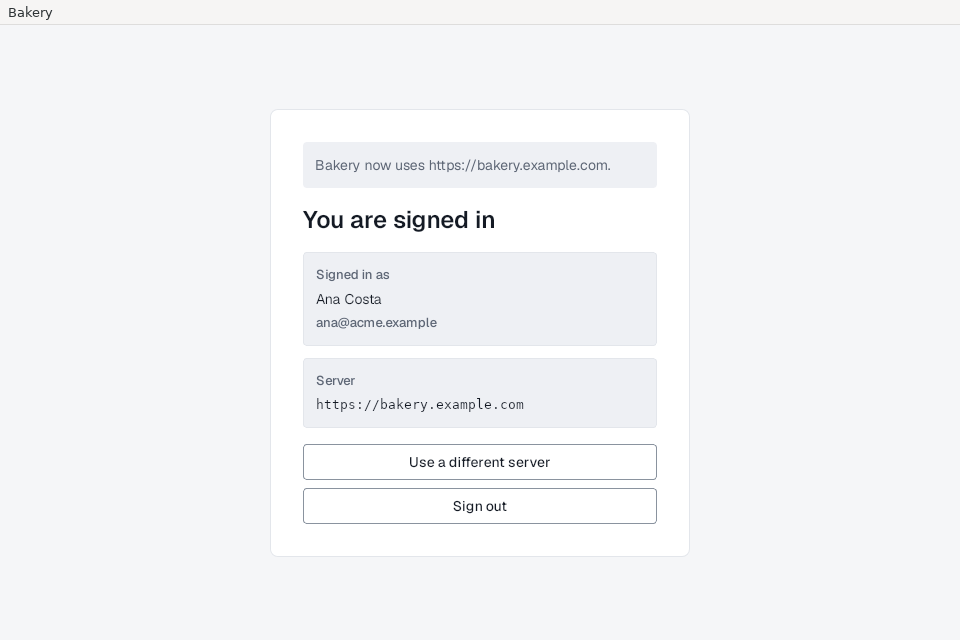 Bakery
Bakery now uses https://bakery.example.com.
You are signed in
Signed in as
Ana Costa
ana@acme.example
Server
https://bakery.example.com
Use a different server
Sign out